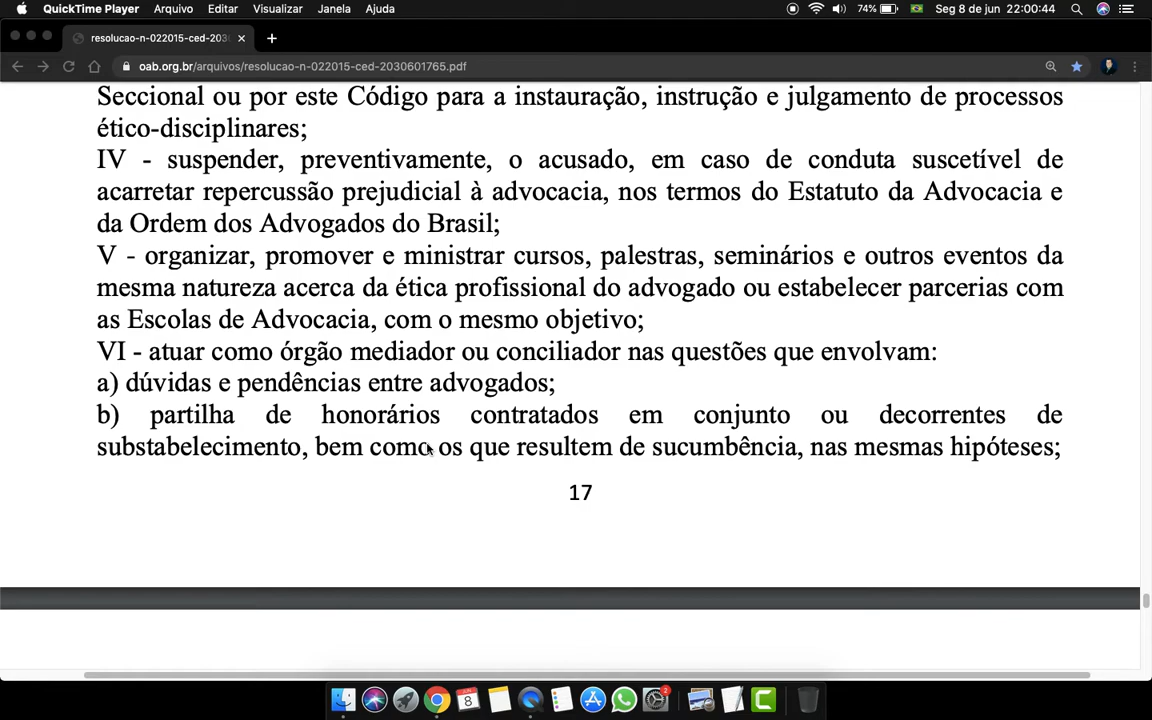 QuickTime Player Arquivo Editar Visualizar Janela Ajuda 74% Seg 8 de jun 22:00:44
resolucao-n-022015-ced-203
oab.org.br/arquivos/resolucao-n-022015-ced-2030601765.pdf
Seccional ou por este Código para a instauração, instrução e julgamento de processos
ético-disciplinares;
IV - suspender, preventivamente, o acusado, em caso de conduta suscetível de
acarretar repercussão prejudicial à advocacia, nos termos do Estatuto da Advocacia e
da Ordem dos Advogados do Brasil;
V - organizar, promover e ministrar cursos, palestras, seminários e outros eventos da
mesma natureza acerca da ética profissional do advogado ou estabelecer parcerias com
as Escolas de Advocacia, com o mesmo objetivo;
VI - atuar como órgão mediador ou conciliador nas questões que envolvam:
a) dúvidas e pendências entre advogados;
b) partilha de honorários contratados em conjunto ou decorrentes de
substabelecimento, bem como os que resultem de sucumbência, nas mesmas hipóteses;
17
8
2